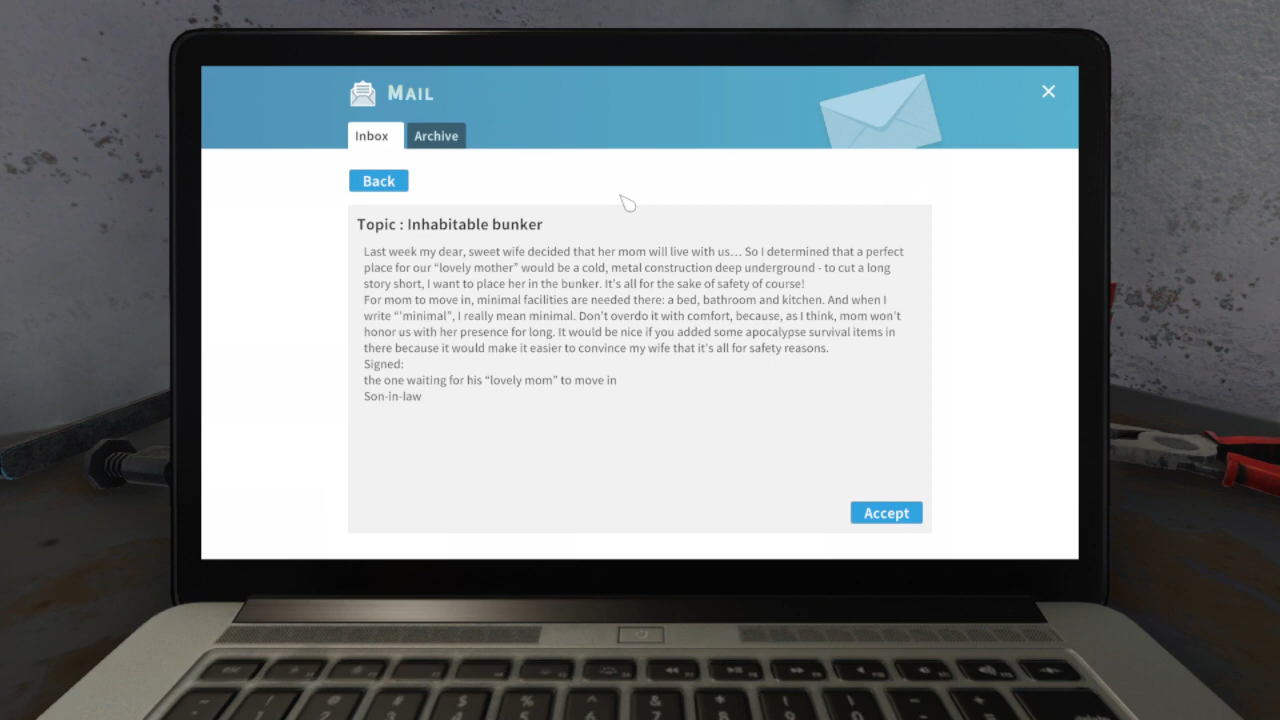 MAIL
Inbox
Archive
Back
Topic : Inhabitable bunker
Last week my dear, sweet wife decided that her mom will live with us... So I determined that a perfect
place for our “lovely mother” would be a cold, metal construction deep underground - to cut a long
story short, I want to place her in the bunker. It's all for the sake of safety of course!
For mom to move in, minimal facilities are needed there: a bed, bathroom and kitchen. And when I
write “‘minimal”, I really mean minimal. Don't overdo it with comfort, because, as I think, mom won't
honor us with her presence for long. It would be nice if you added some apocalypse survival items in
there because it would make it easier to convince my wife that it's all for safety reasons.
Signed:
the one waiting for his “lovely mom” to move in
Son-in-law
Accept